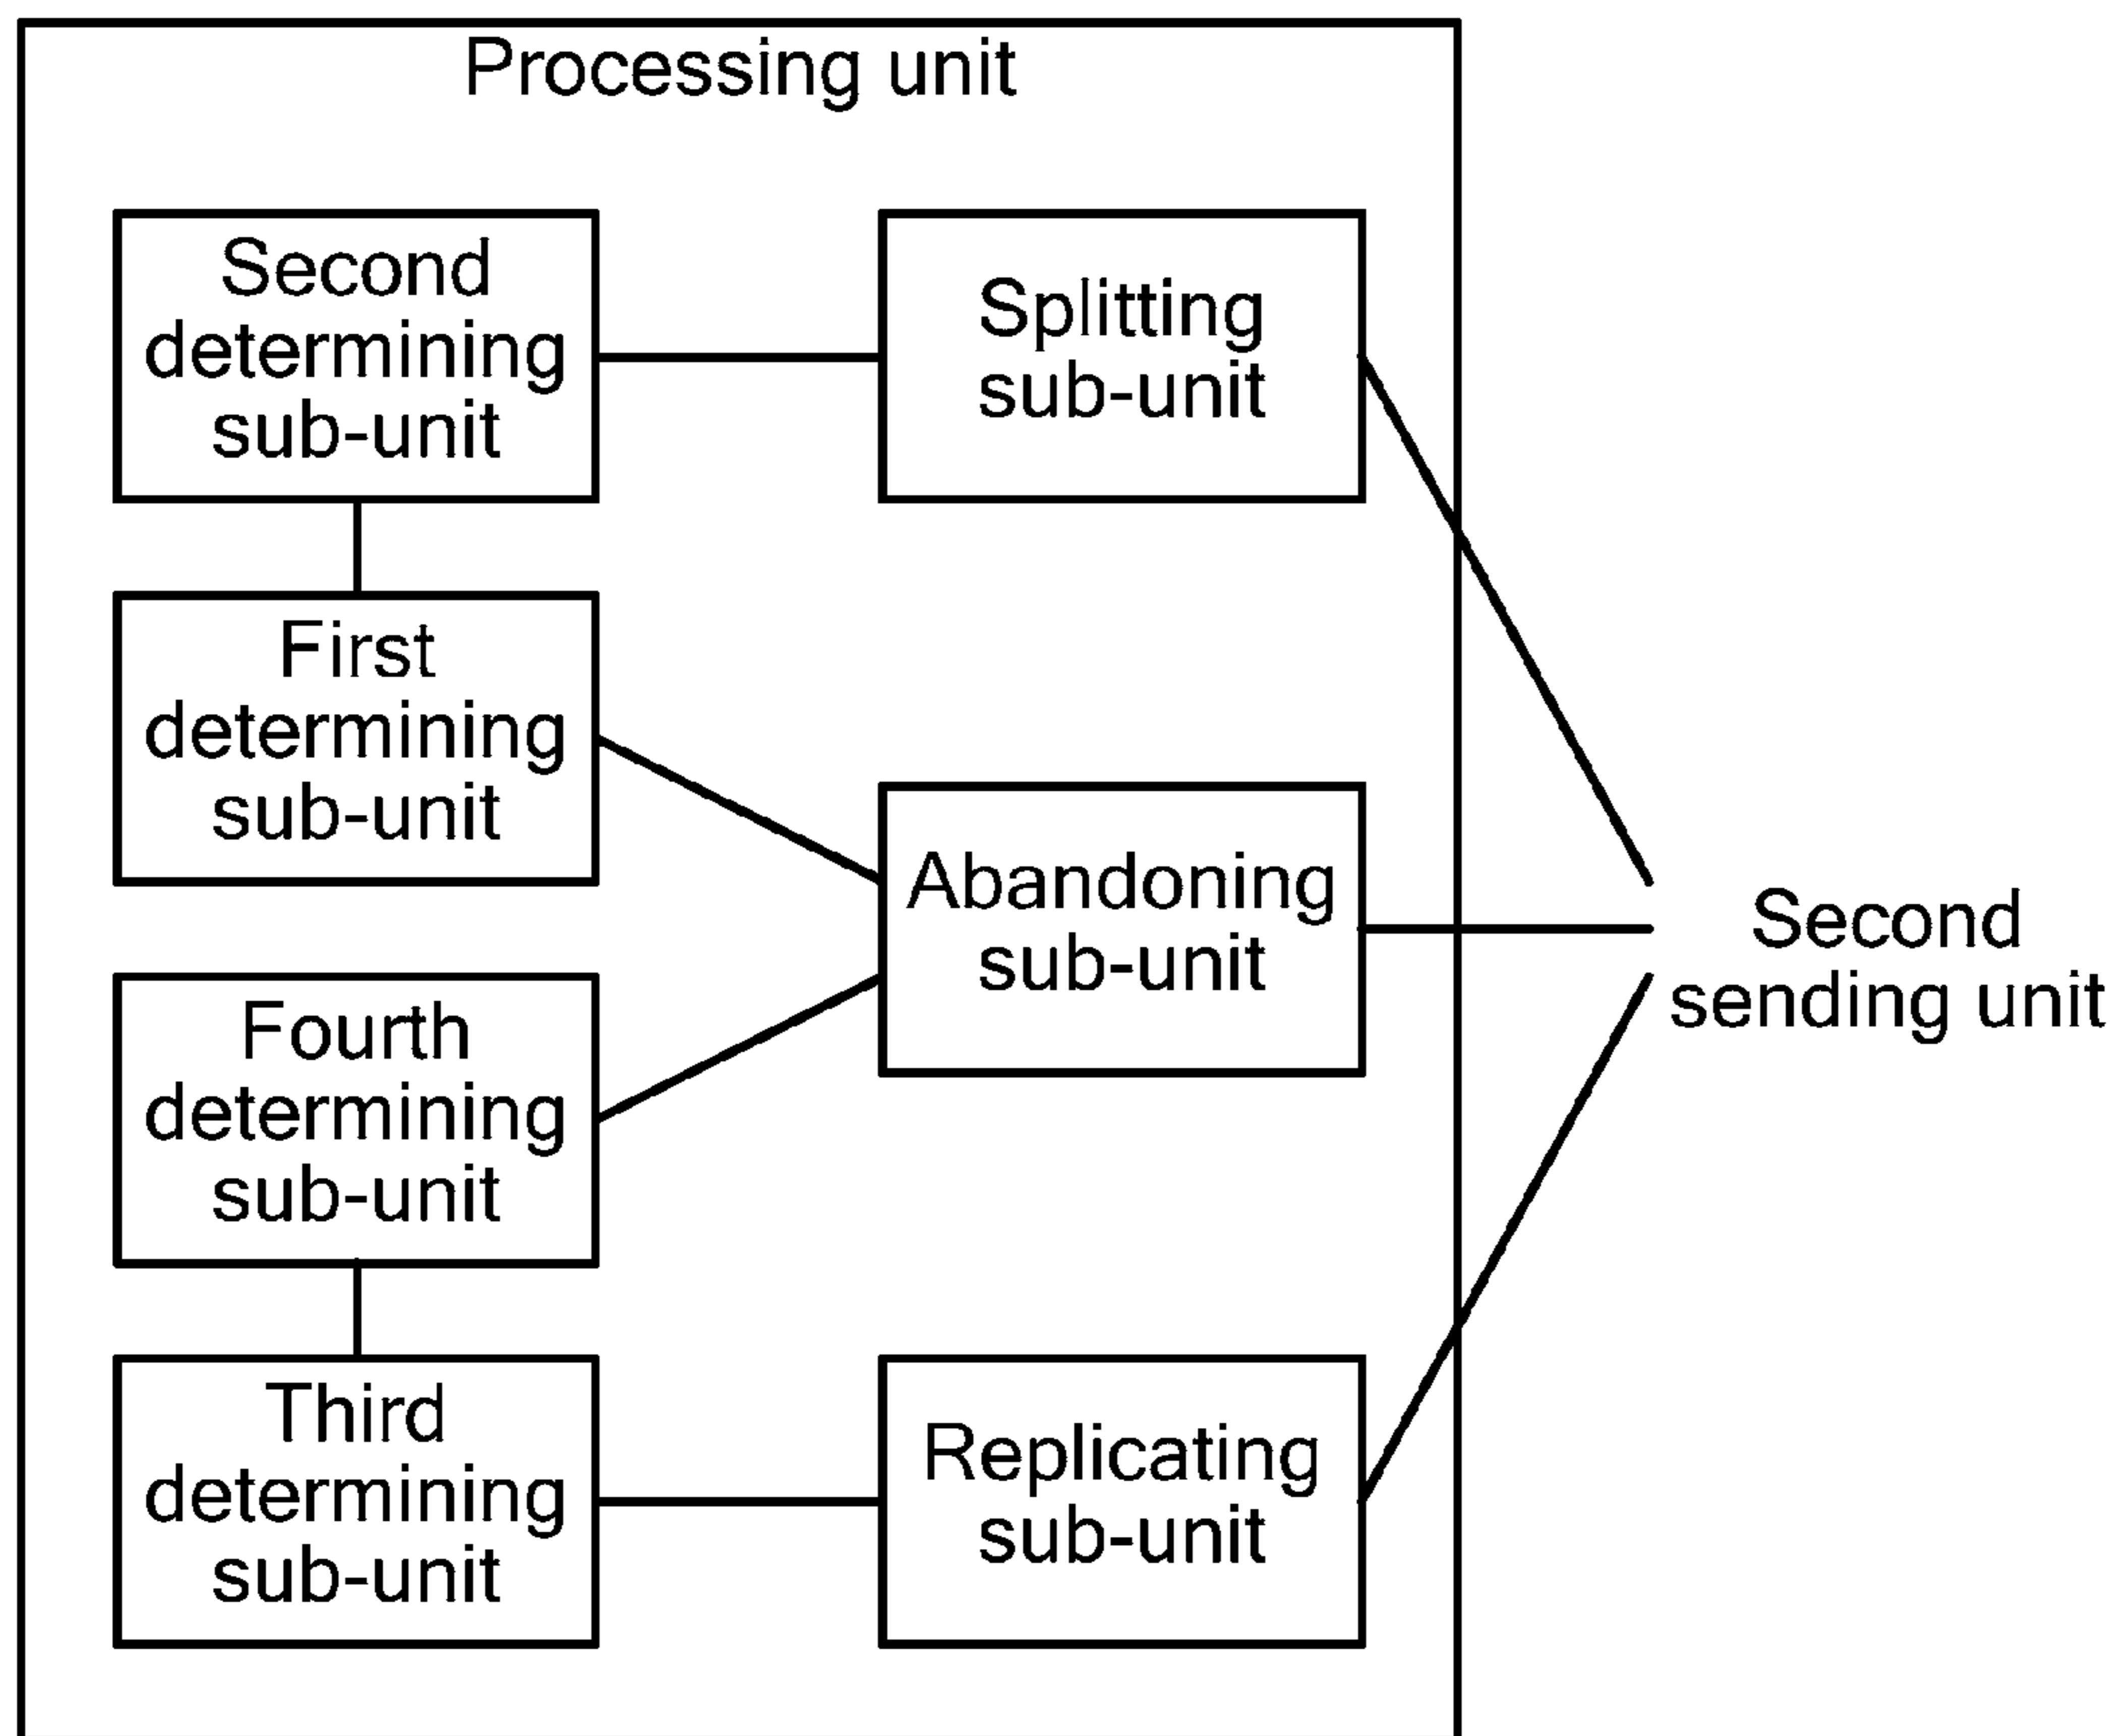 Processing unit
Second
determining
sub-unit
Splitting
sub-unit
First
determining
sub-unit
Abandoning
sub-unit
Second
sending unit
Fourth
determining
sub-unit
Third
determining
sub-unit
Replicating
sub-unit